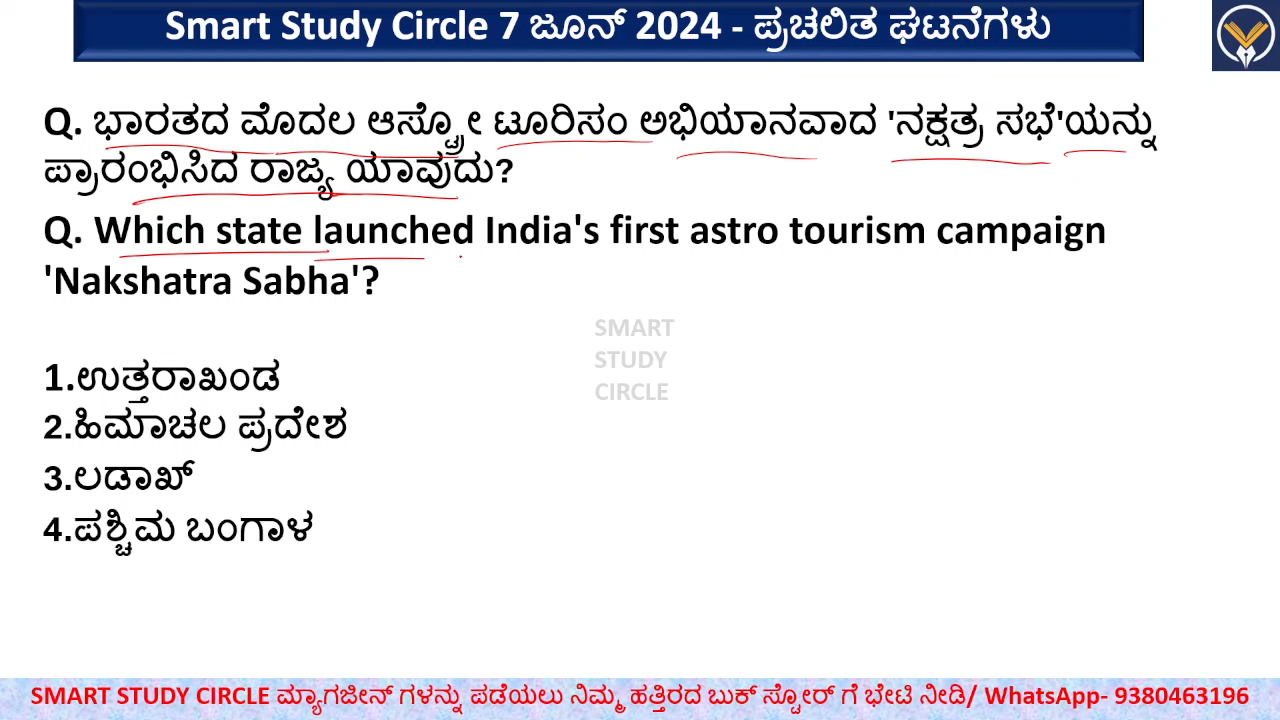 Smart Study Circle 7 ಜೂನ್ 2024 - ಪ್ರಚಲಿತ ಘಟನೆಗಳು
Q. ಭಾರತದ ಮೊದಲ ಆಸ್ಟ್ರೋ ಟೂರಿಸಂ ಅಭಿಯಾನವಾದ 'ನಕ್ಷತ್ರ ಸಭೆ'ಯನ್ನು
ಪ್ರಾರಂಭಿಸಿದ ರಾಜ್ಯ ಯಾವುದು?
Q. Which state launched India's first astro tourism campaign
'Nakshatra Sabha'?
SMART
STUDY
CIRCLE
1.ಉತ್ತರಾಖಂಡ
2.ಹಿಮಾಚಲ ಪ್ರದೇಶ
3.ಲಡಾಖ್
4.ಪಶ್ಚಿಮ ಬಂಗಾಳ
SMART STUDY CIRCLE ಮ್ಯಾಗಜೀನ್ ಗಳನ್ನು ಪಡೆಯಲು ನಿಮ್ಮ ಹತ್ತಿರದ ಬುಕ್ ಸ್ಟೋರ್ ಗೆ ಭೇಟಿ ನೀಡಿ/ WhatsApp- 9380463196